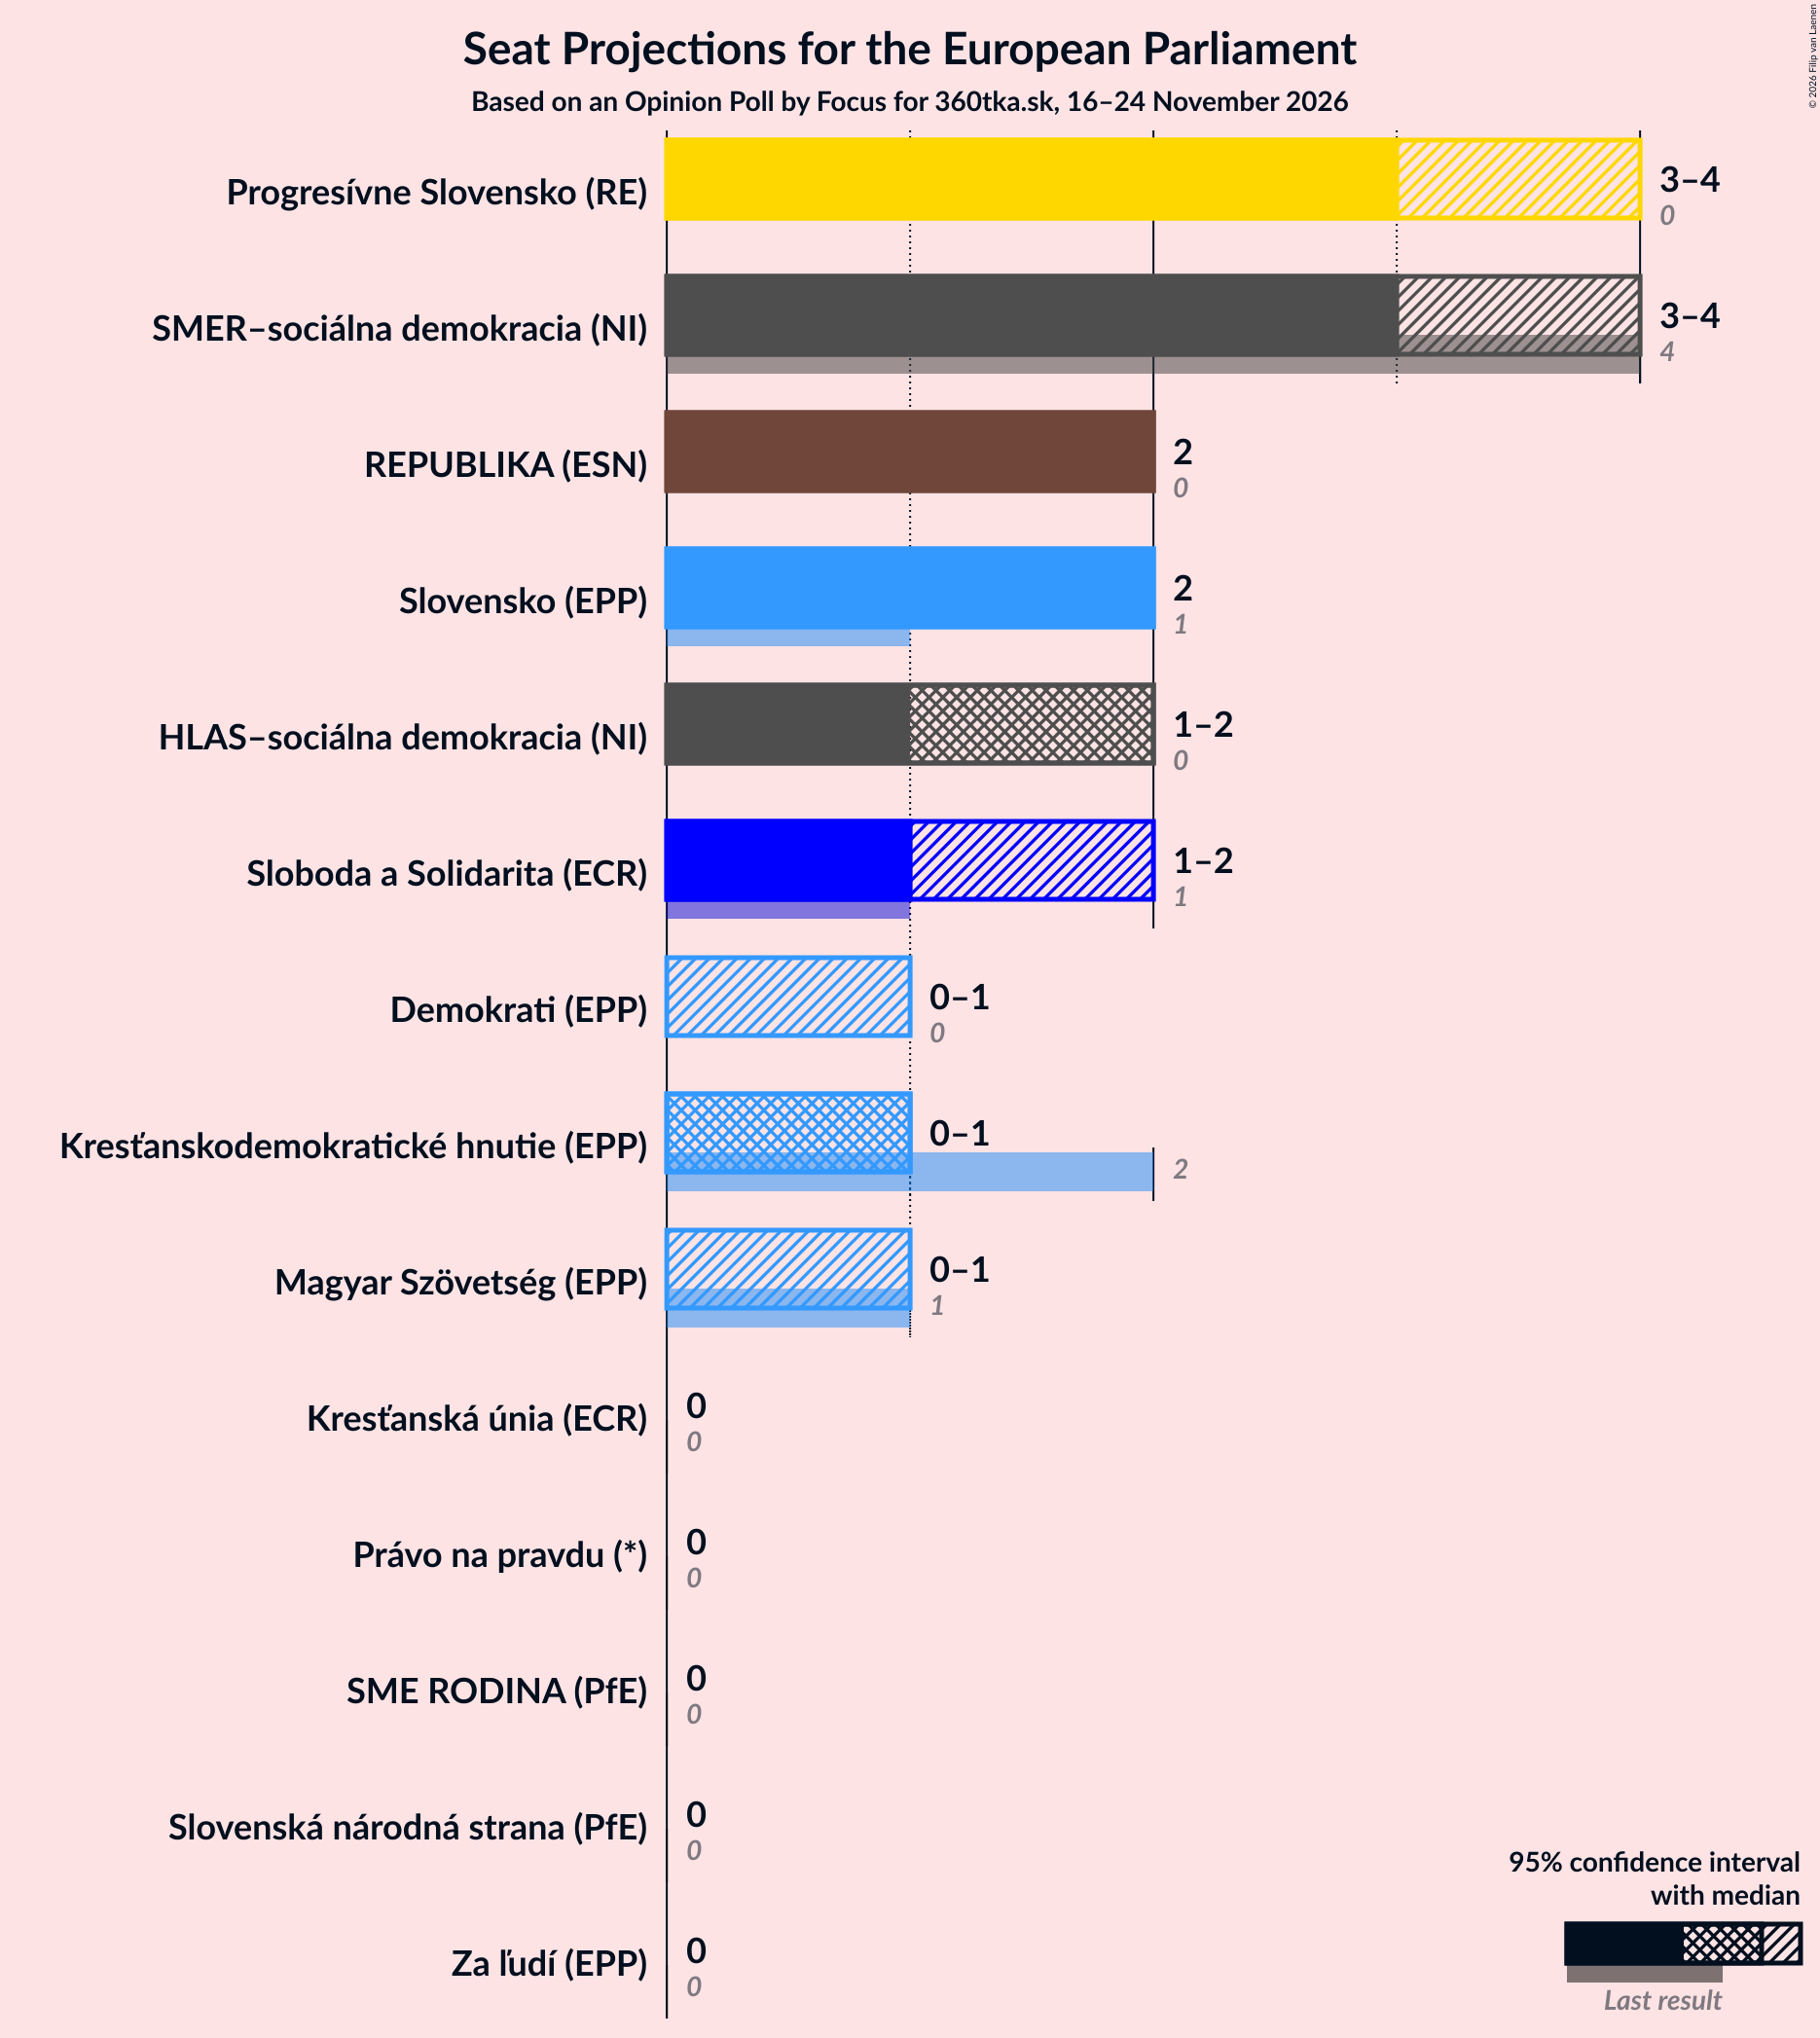 Seat Projections for the European Parliament
Based on an Opinion Poll by Focus for 360tka.sk, 16–24 November 2026
© 2026 Filip van Laenen
Progresívne Slovensko (RE)
3–4
0
SMER–sociálna demokracia (NI)
3–4
4
REPUBLIKA (ESN)
2
0
Slovensko (EPP)
2
1
HLAS–sociálna demokracia (NI)
1–2
0
Sloboda a Solidarita (ECR)
1–2
1
Demokrati (EPP)
0–1
0
Kresťanskodemokratické hnutie (EPP)
0–1
2
Magyar Szövetség (EPP)
0–1
1
Kresťanská únia (ECR)
0
0
Právo na pravdu (*)
0
0
SME RODINA (PfE)
0
0
Slovenská národná strana (PfE)
0
0
Za ľudí (EPP)
0
0
95% confidence interval
with median
Last result